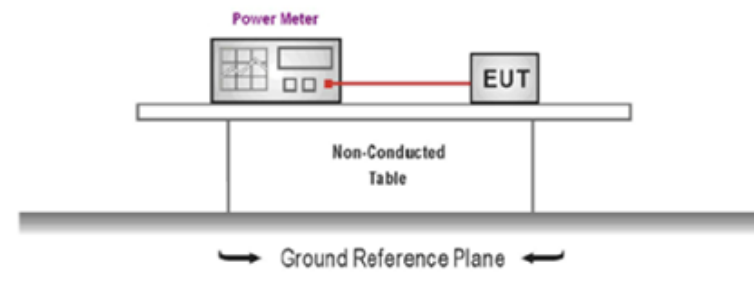 Power Meter
EUT
Non-Conducted
Table
Ground Reference Plane